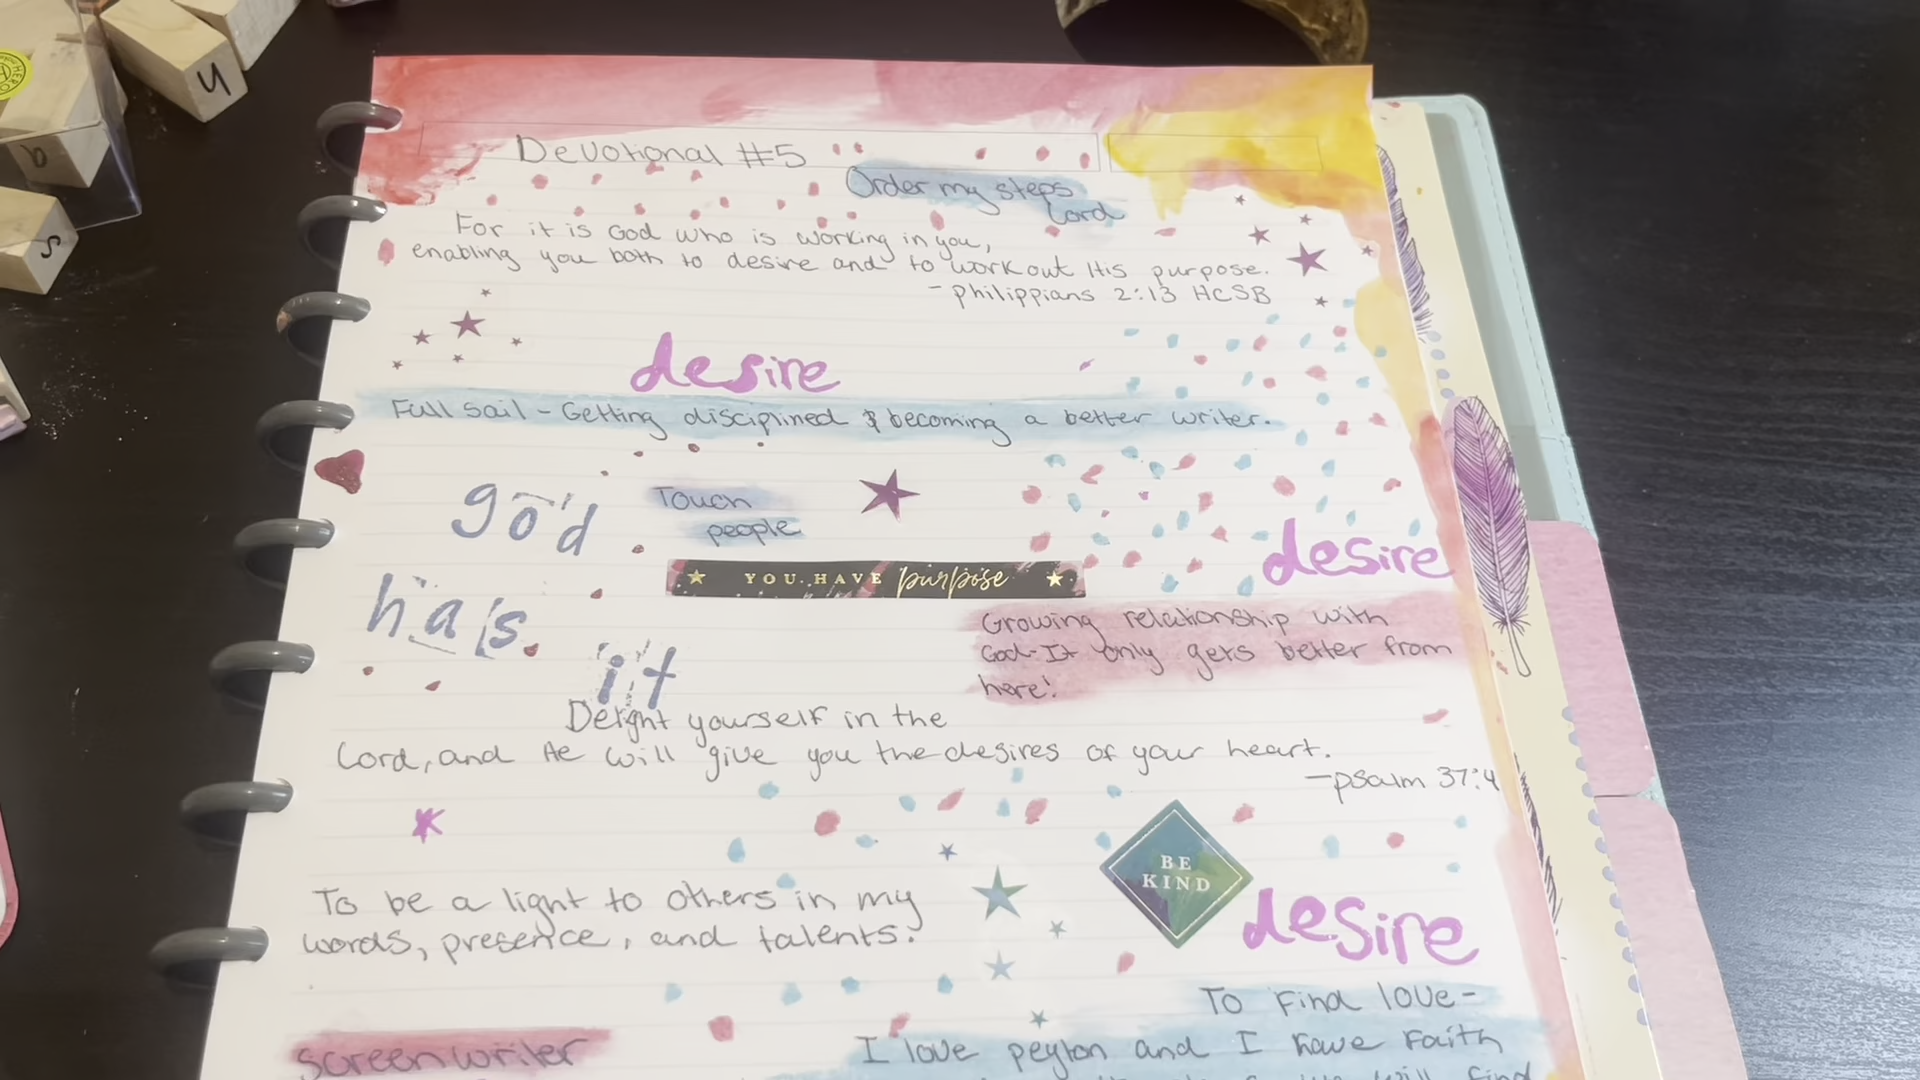 Devotional #5
Order my steps
Lord
For it is God who is working in you,
enabling you both to desire and to work out His purpose.
- Philippians 2:13 HCSB
desire
Full Sail - Getting disciplined & becoming a better writer.
god
Touch
people
YOU HAVE purpose
desire
has
it
Growing relationship with
God-It only gets better from
here!
Delight yourself in the
Lord, and He will give you the desires of your heart.
-psalm 37:4
BE
KIND
To be a light to others in my
words, presence, and talents.
desire
To find love-
screenwriter
I love peyton and I have faith
will find
h
b
s